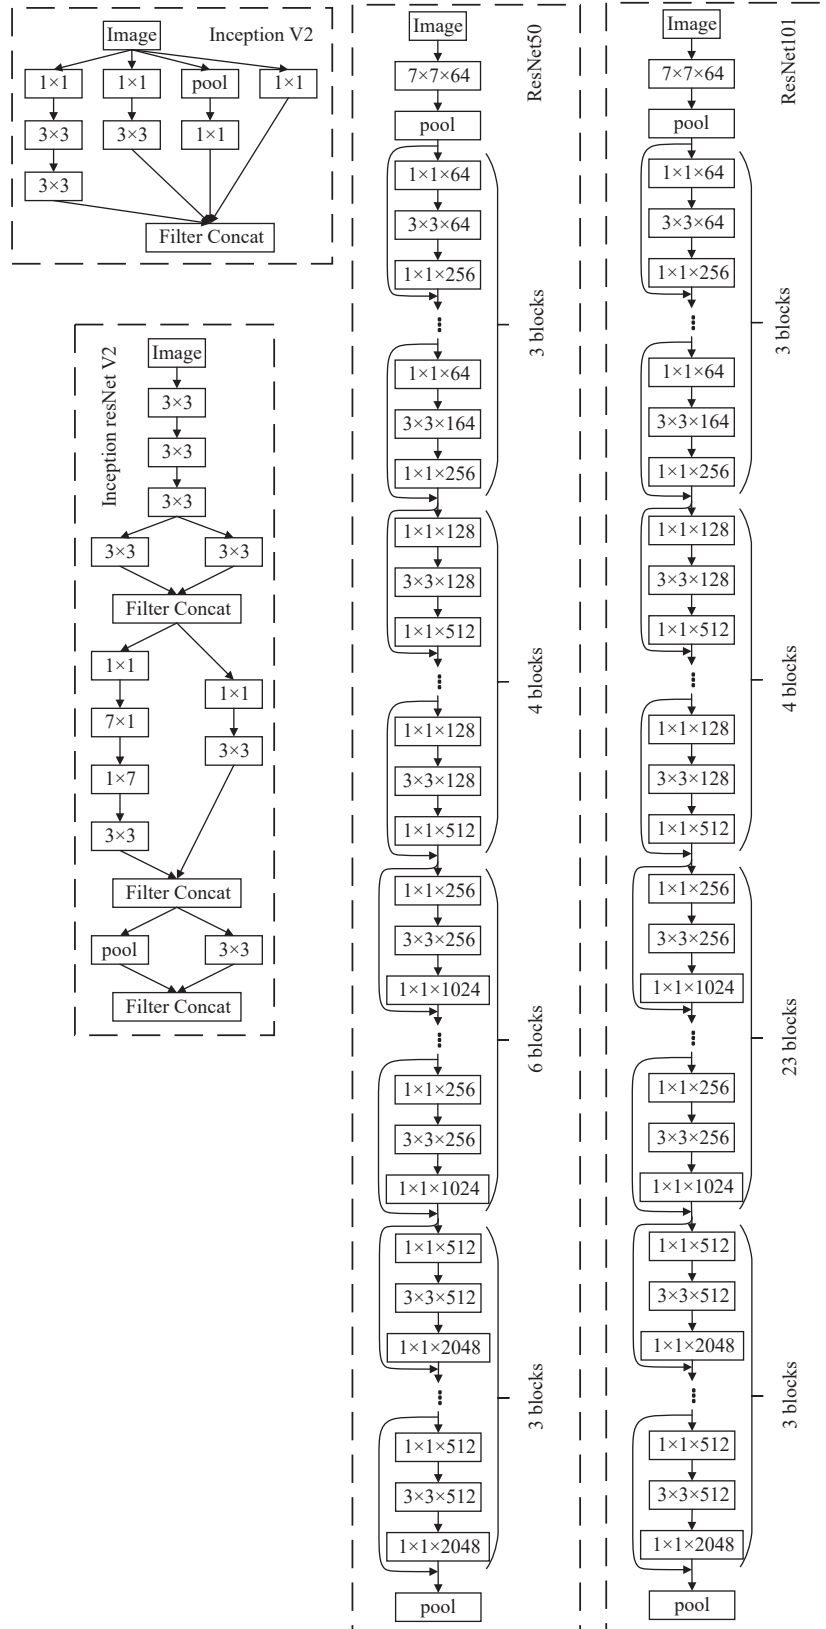 Inception V2
Image
1×1
1×1
pool
1×1
3×3
3×3
1×1
3×3
Filter Concat
Inception resNet V2
Image
3×3
3×3
3×3
3×3
3×3
Filter Concat
1×1
1×1
7×1
3×3
1×7
3×3
Filter Concat
pool
3×3
Filter Concat
ResNet50
Image
7×7×64
pool
1×1×64
3×3×64
1×1×256
3 blocks
1×1×64
3×3×164
1×1×256
1×1×128
3×3×128
1×1×512
4 blocks
1×1×128
3×3×128
1×1×512
1×1×256
3×3×256
1×1×1024
6 blocks
1×1×256
3×3×256
1×1×1024
1×1×512
3×3×512
1×1×2048
3 blocks
1×1×512
3×3×512
1×1×2048
pool
ResNet101
Image
7×7×64
pool
1×1×64
3×3×64
1×1×256
3 blocks
1×1×64
3×3×164
1×1×256
1×1×128
3×3×128
1×1×512
4 blocks
1×1×128
3×3×128
1×1×512
1×1×256
3×3×256
1×1×1024
23 blocks
1×1×256
3×3×256
1×1×1024
1×1×512
3×3×512
1×1×2048
3 blocks
1×1×512
3×3×512
1×1×2048
pool